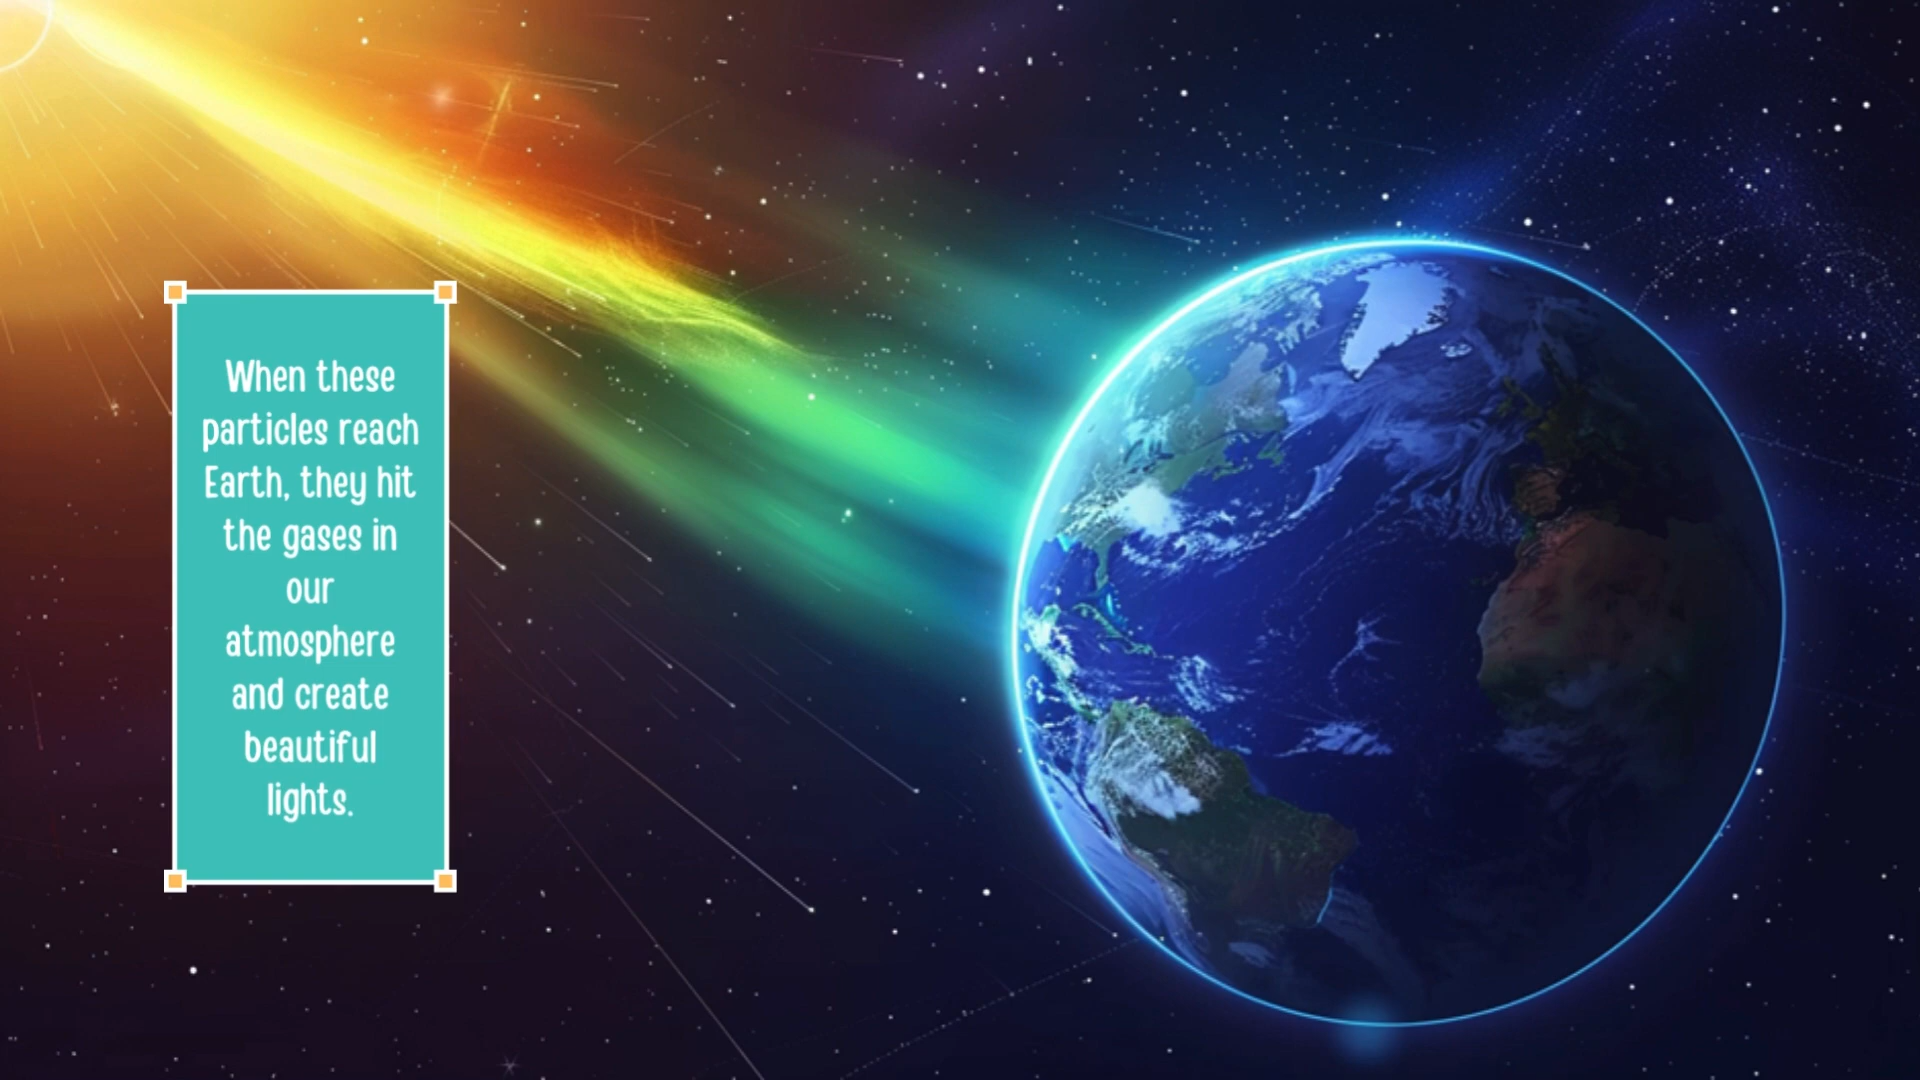 When these
particles reach
Earth, they hit
the gases in
our
atmosphere
and create
beautiful
lights.